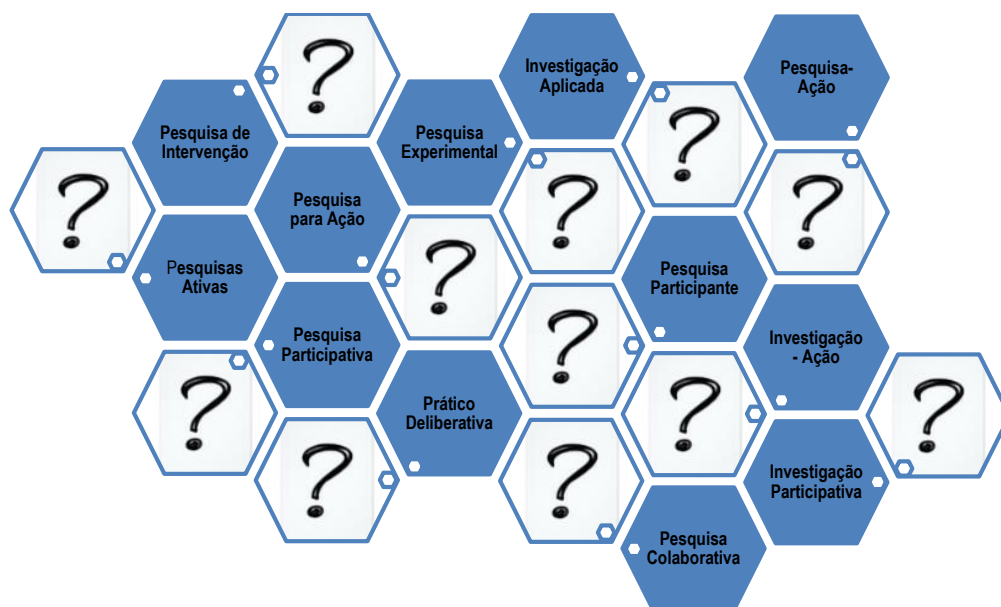 Investigação
Aplicada
Pesquisa-
Ação
Pesquisa de
Intervenção
?
Pesquisa
Experimental
?
?
Pesquisa
para Ação
?
?
Pesquisas
Ativas
?
Pesquisa
Participante
Pesquisa
Participativa
?
Investigação
- Ação
?
Prático
Deliberativa
?
?
?
?
Investigação
Participativa
Pesquisa
Colaborativa